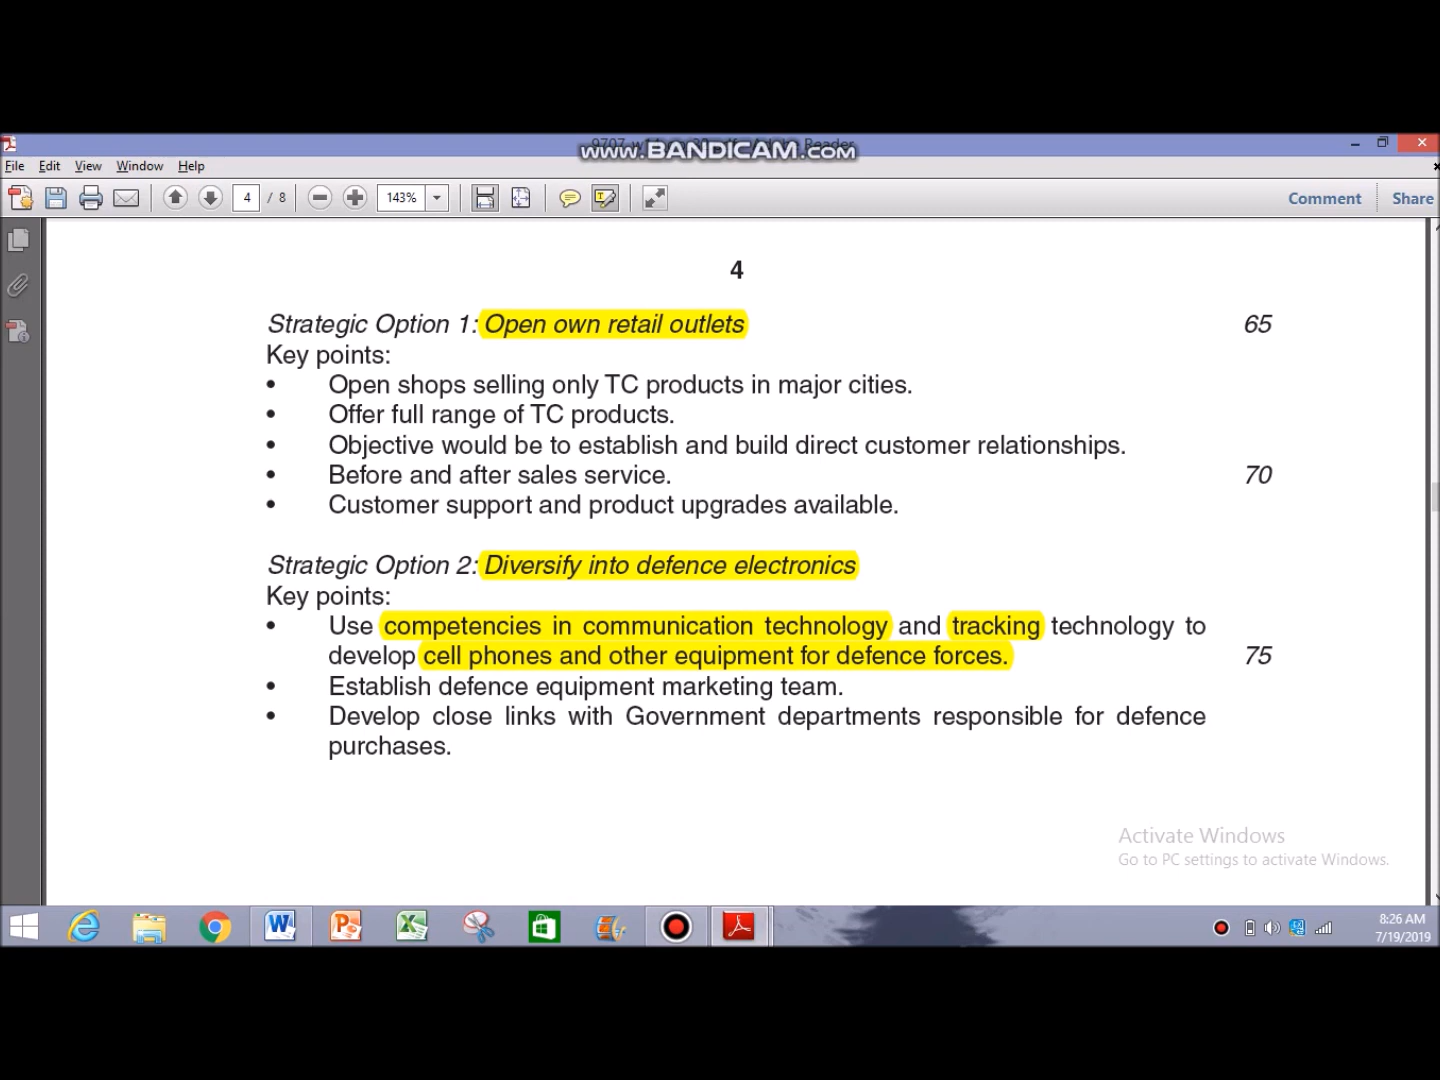 www.BANDICAM.com
File Edit View Window Help
4 / 8 143% Comment Share
4
Strategic Option 1: Open own retail outlets 65
Key points:
• Open shops selling only TC products in major cities.
• Offer full range of TC products.
• Objective would be to establish and build direct customer relationships.
• Before and after sales service. 70
• Customer support and product upgrades available.
Strategic Option 2: Diversify into defence electronics
Key points:
• Use competencies in communication technology and tracking technology to
develop cell phones and other equipment for defence forces. 75
• Establish defence equipment marketing team.
• Develop close links with Government departments responsible for defence
purchases.
Activate Windows
Go to PC settings to activate Windows.
8:26 AM
7/19/2019